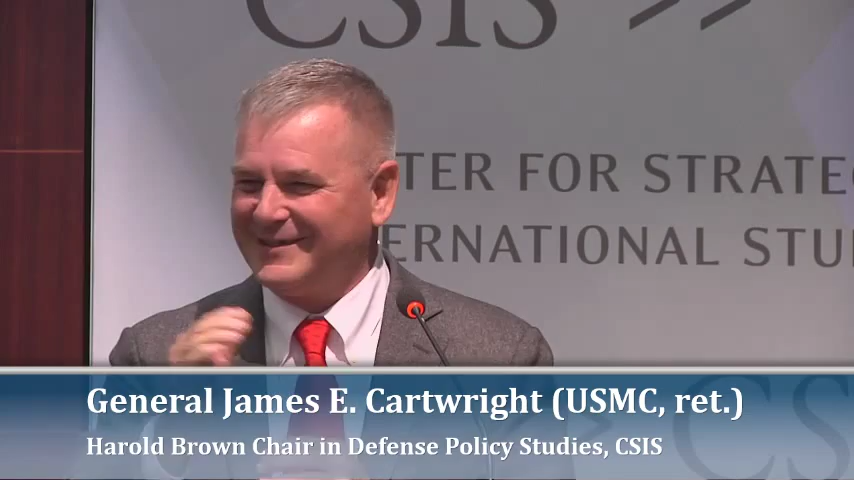 CSIS
TER FOR STRATE
ERNATIONAL STU
General James E. Cartwright (USMC, ret.)
Harold Brown Chair in Defense Policy Studies, CSIS
CS